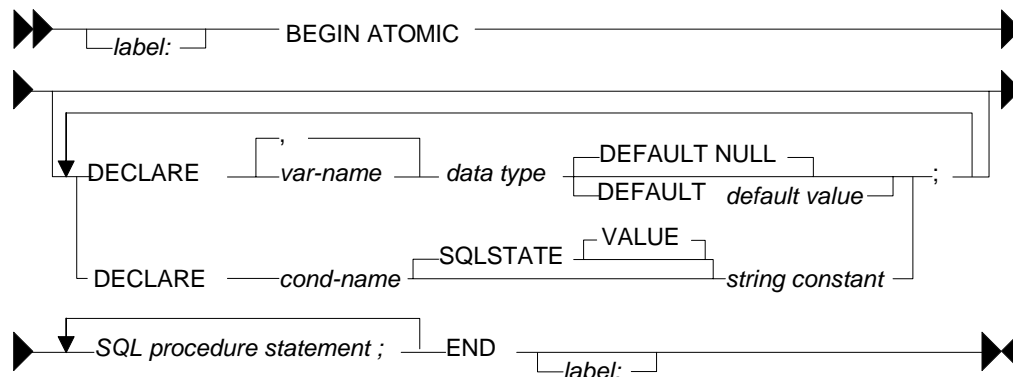 label: BEGIN ATOMIC
,
DECLARE var-name data type DEFAULT NULL
DEFAULT default value ;
DECLARE cond-name SQLSTATE VALUE string constant
SQL procedure statement ; END label: